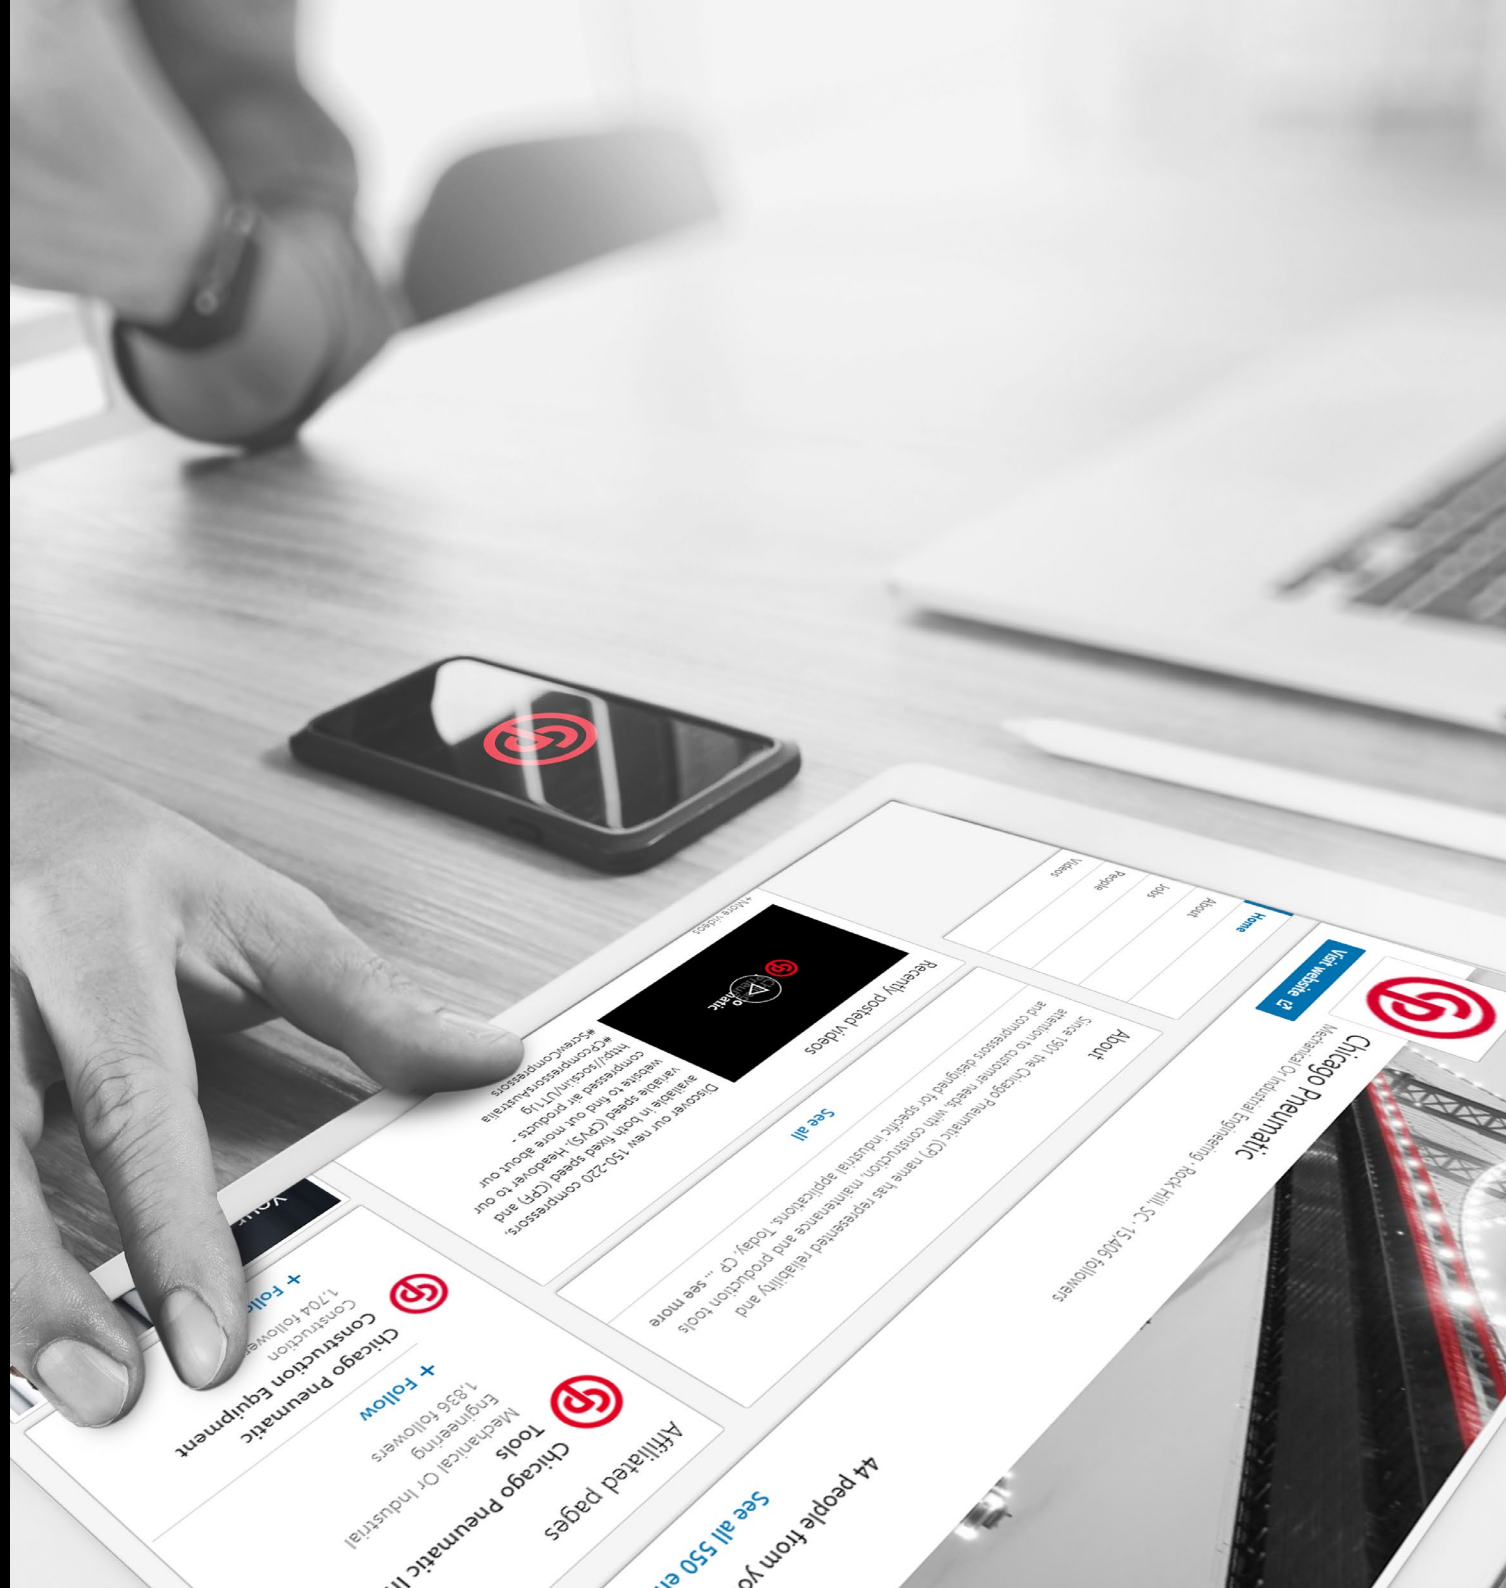 Visit website
Chicago Pneumatic
Mechanical Or Industrial Engineering · Rock Hill, SC · 15,406 followers
44 people from
See all 550
Home
About
Jobs
People
Videos
About
Since 1901 the Chicago Pneumatic (CP) name has represented reliability and
attention to customer needs, with construction, maintenance and production tools
and compressors designed for specific industrial applications. Today, CP ... see more
See all
Recently posted videos
Discover our new 150-220 compressors,
available in both fixed speed (CPF) and
variable speed (CPVS). Headover to our
website to find out more about our
compressed air products -
#CPcompressorsAustralia
#ScrewCompressors
+More videos
Affiliated pages
Chicago Pneumatic
Tools
Mechanical Or Industrial
Engineering
1,836 followers
+ Follow
Chicago Pneumatic
Construction Equipment
Construction
1,704